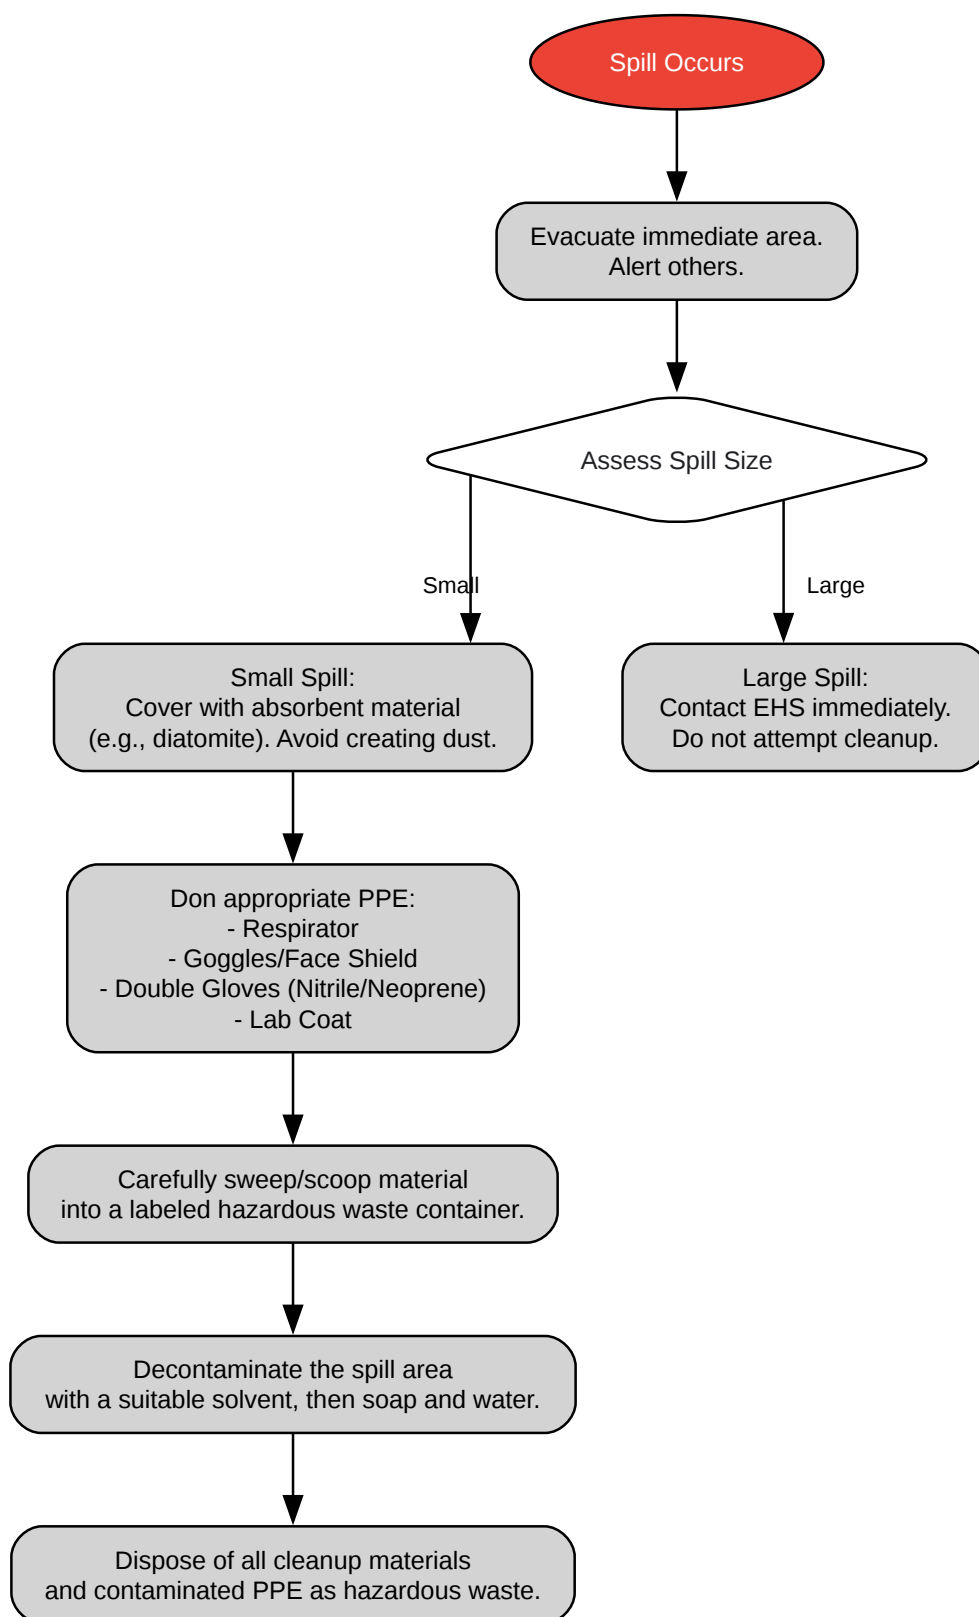 Spill Occurs
Evacuate immediate area.
Alert others.
Assess Spill Size
Small
Large
Small Spill:
Cover with absorbent material
(e.g., diatomite). Avoid creating dust.
Large Spill:
Contact EHS immediately.
Do not attempt cleanup.
Don appropriate PPE:
- Respirator
- Goggles/Face Shield
- Double Gloves (Nitrile/Neoprene)
- Lab Coat
Carefully sweep/scoop material
into a labeled hazardous waste container.
Decontaminate the spill area
with a suitable solvent, then soap and water.
Dispose of all cleanup materials
and contaminated PPE as hazardous waste.